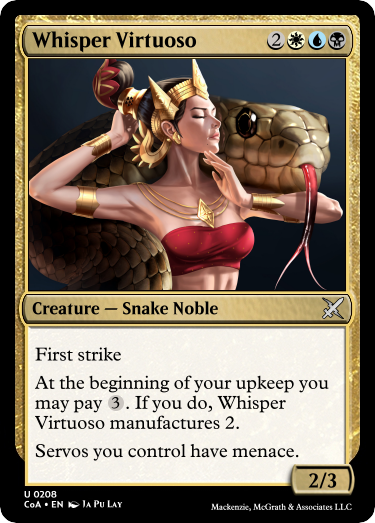 Whisper Virtuoso 2
Creature — Snake Noble
First strike
At the beginning of your upkeep you
may pay 3. If you do, Whisper
Virtuoso manufactures 2.
Servos you control have menace.
2/3
U 0208
CoA • EN Ja Pu Lay
Mackenzie, McGrath & Associates LLC